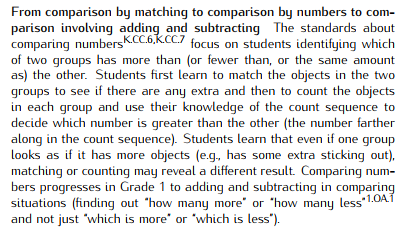 From comparison by matching to comparison by numbers to com-
parison involving adding and subtracting The standards about
comparing numbersK.CC.6,K.CC.7 focus on students identifying which
of two groups has more than (or fewer than, or the same amount
as) the other. Students first learn to match the objects in the two
groups to see if there are any extra and then to count the objects
in each group and use their knowledge of the count sequence to
decide which number is greater than the other (the number farther
along in the count sequence). Students learn that even if one group
looks as if it has more objects (e.g., has some extra sticking out),
matching or counting may reveal a different result. Comparing num-
bers progresses in Grade 1 to adding and subtracting in comparing
situations (finding out "how many more" or "how many less"1.OA.1
and not just "which is more" or "which is less").